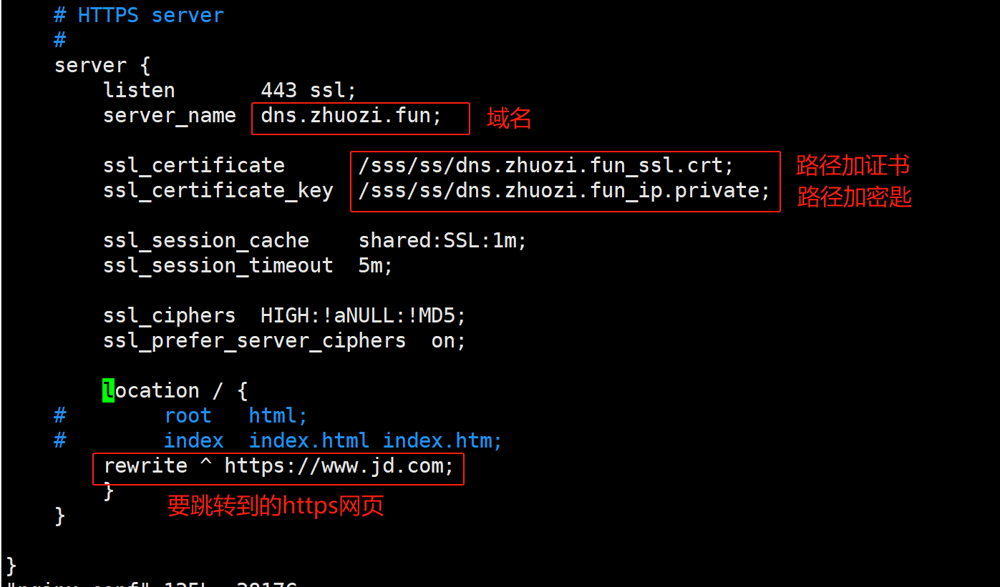 # HTTPS server
#
server {
listen 443 ssl;
server_name dns.zhuozi.fun; 域名
ssl_certificate /sss/ss/dns.zhuozi.fun_ssl.crt; 路径加证书
ssl_certificate_key /sss/ss/dns.zhuozi.fun_ip.private; 路径加密匙
ssl_session_cache shared:SSL:1m;
ssl_session_timeout 5m;
ssl_ciphers HIGH:!aNULL:!MD5;
ssl_prefer_server_ciphers on;
location / {
# root html;
# index index.html index.htm;
rewrite ^ https://www.jd.com;
}
要跳转到的https网页
}
}